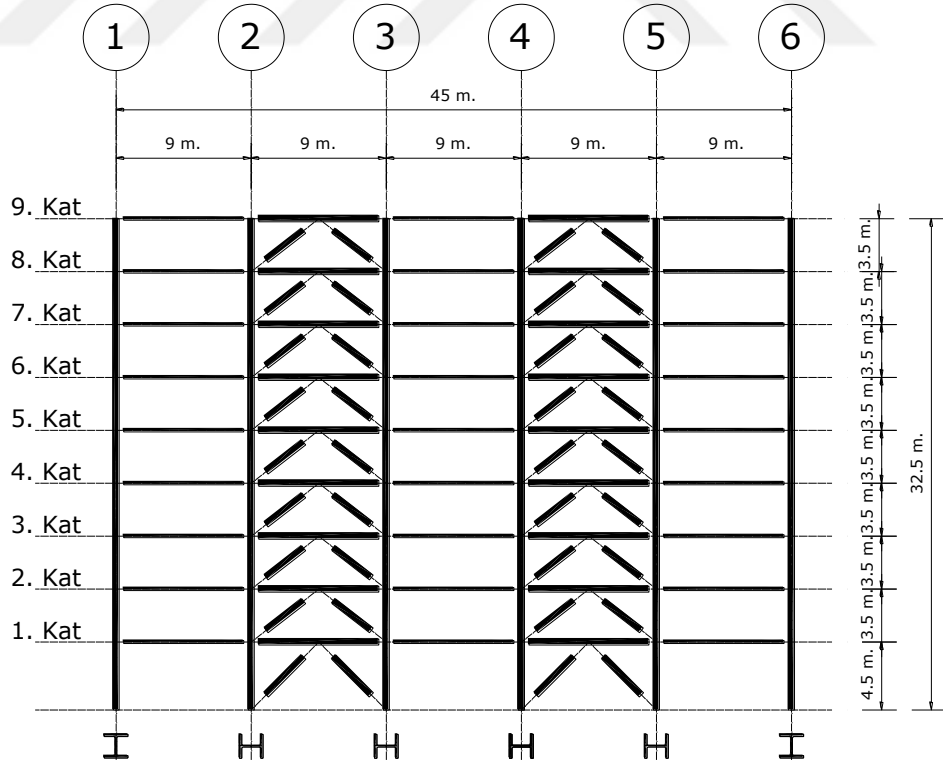 1 2 3 4 5 6
45 m.
9 m. 9 m. 9 m. 9 m. 9 m.
9. Kat
8. Kat
7. Kat
6. Kat
5. Kat
4. Kat
3. Kat
2. Kat
1. Kat
3.5 m.
3.5 m.
3.5 m.
3.5 m.
3.5 m.
3.5 m.
3.5 m.
3.5 m.
4.5 m.
32.5 m.